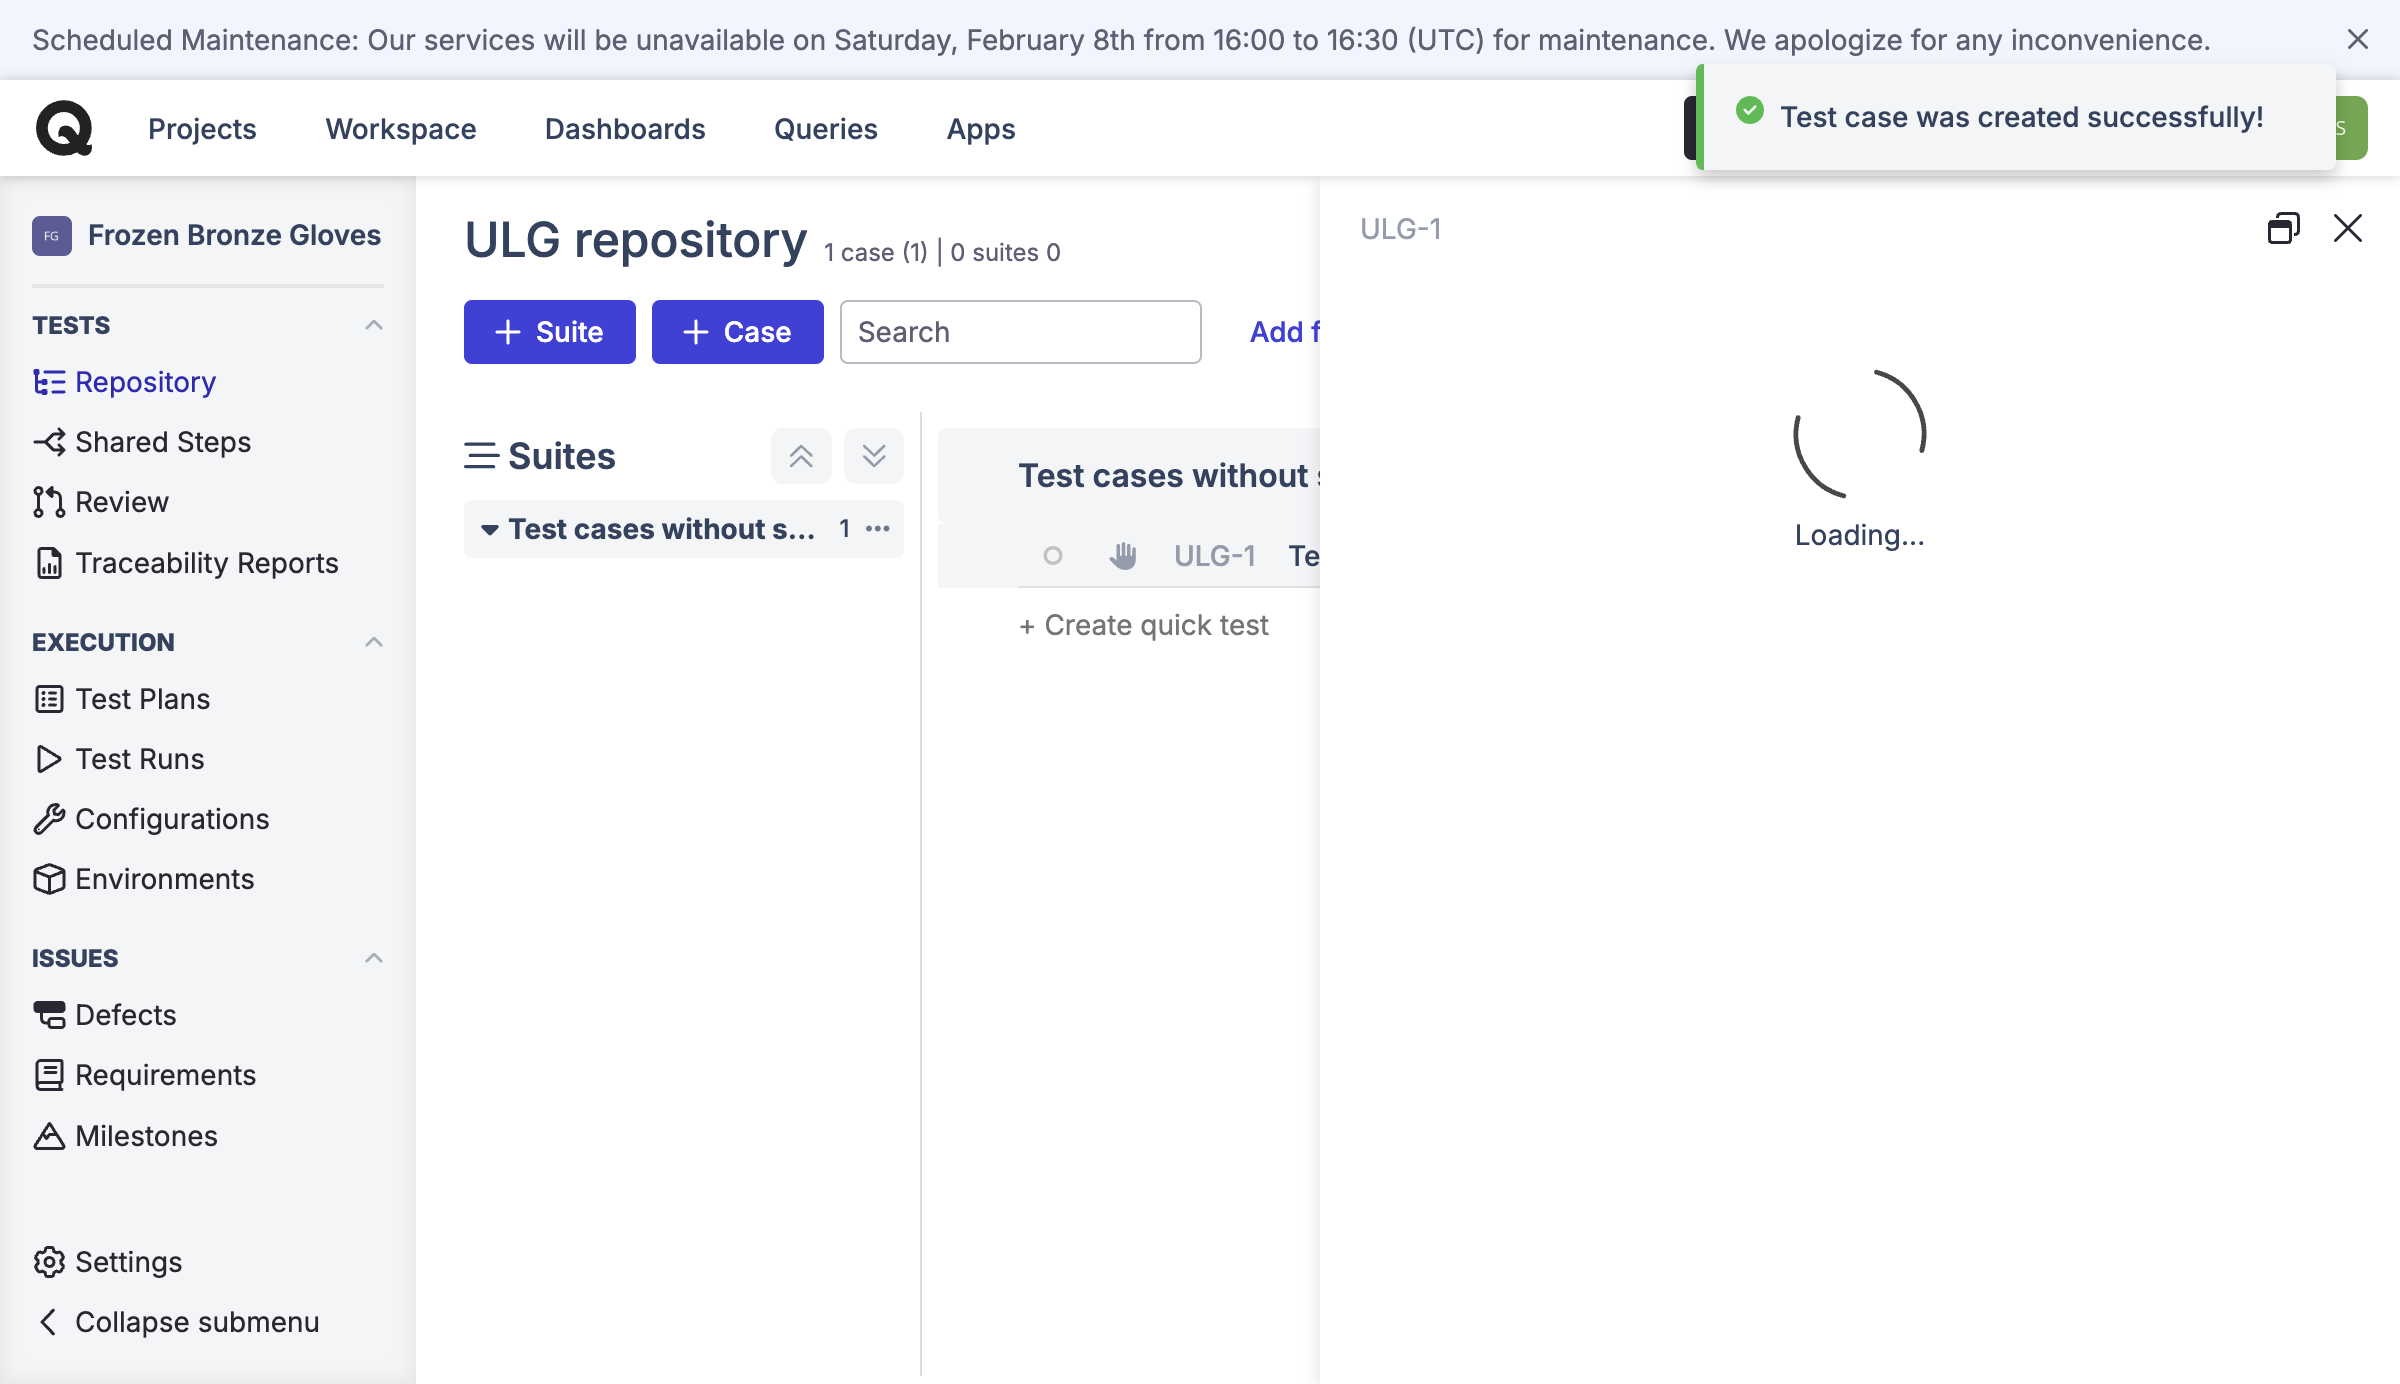 Scheduled Maintenance: Our services will be unavailable on Saturday, February 8th from 16:00 to 16:30 (UTC) for maintenance. We apologize for any inconvenience.
Projects Workspace Dashboards Queries Apps
Test case was created successfully!
S
FG Frozen Bronze Gloves
TESTS
Repository
Shared Steps
Review
Traceability Reports
EXECUTION
Test Plans
Test Runs
Configurations
Environments
ISSUES
Defects
Requirements
Milestones
Settings
Collapse submenu
ULG repository 1 case (1) | 0 suites 0
+ Suite + Case Search Add f
Suites
Test cases without s... 1
Test cases without
ULG-1 Te
+ Create quick test
ULG-1
Loading...